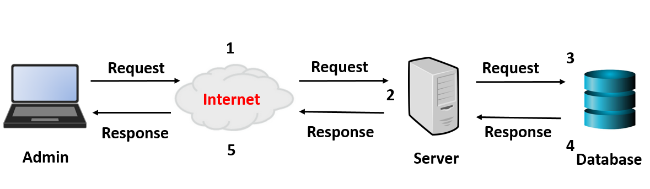 1
3
Request
Request
Request
Internet
2
Response
Response
Response
5
4
Admin
Server
Database